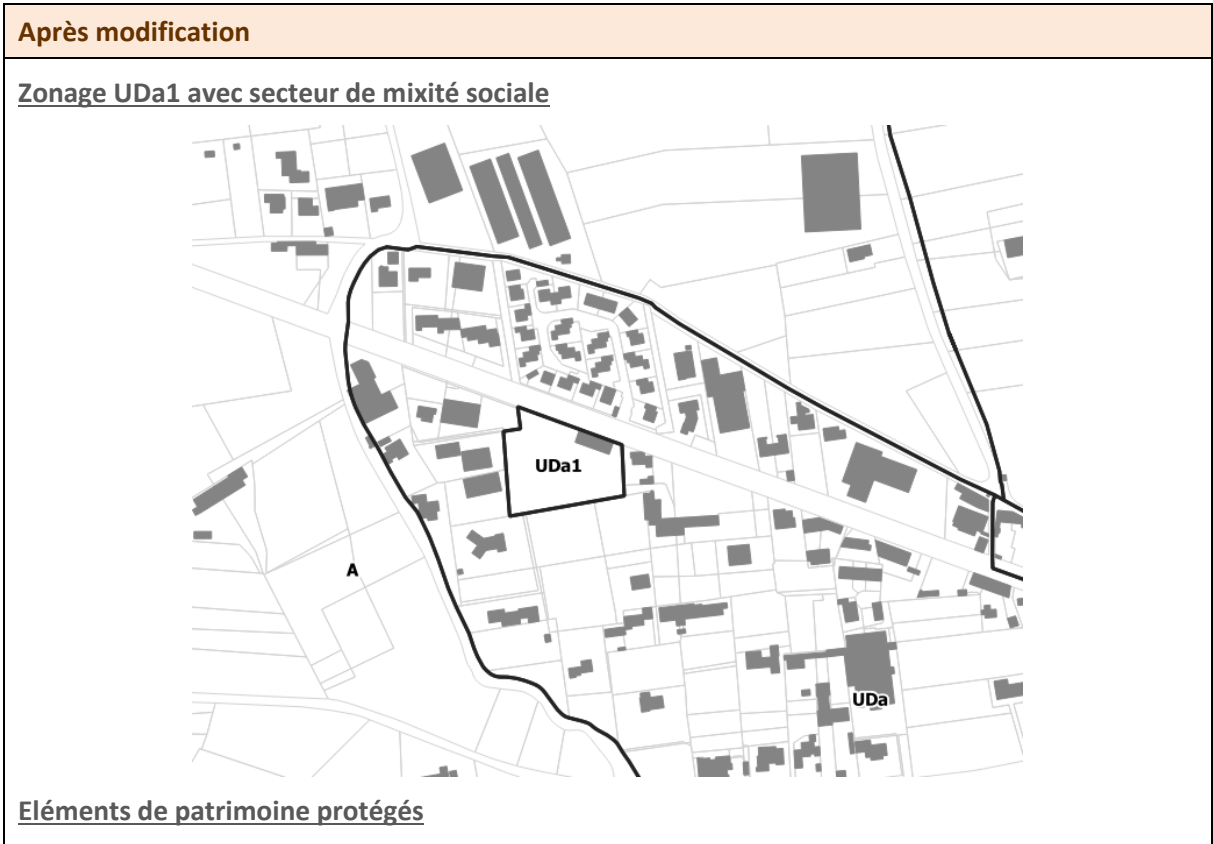 Après modification
Zonage UDa1 avec secteur de mixité sociale
UDa1
A
UDa
Eléments de patrimoine protégés